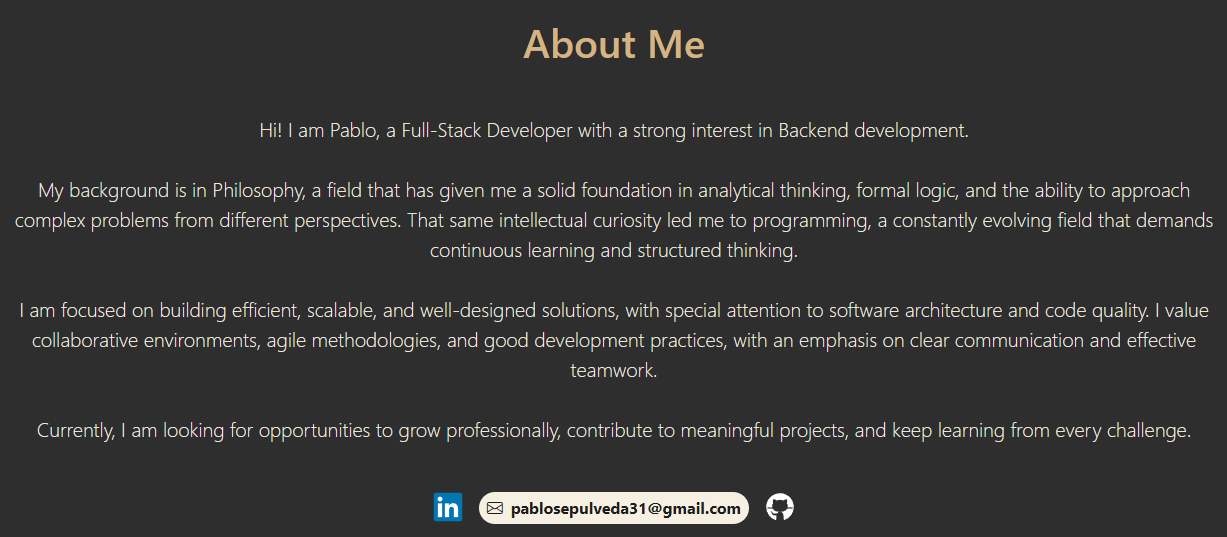 About Me
Hi! I am Pablo, a Full-Stack Developer with a strong interest in Backend development.
My background is in Philosophy, a field that has given me a solid foundation in analytical thinking, formal logic, and the ability to approach
complex problems from different perspectives. That same intellectual curiosity led me to programming, a constantly evolving field that demands
continuous learning and structured thinking.
I am focused on building efficient, scalable, and well-designed solutions, with special attention to software architecture and code quality. I value
collaborative environments, agile methodologies, and good development practices, with an emphasis on clear communication and effective
teamwork.
Currently, I am looking for opportunities to grow professionally, contribute to meaningful projects, and keep learning from every challenge.
in pablosepulveda31@gmail.com